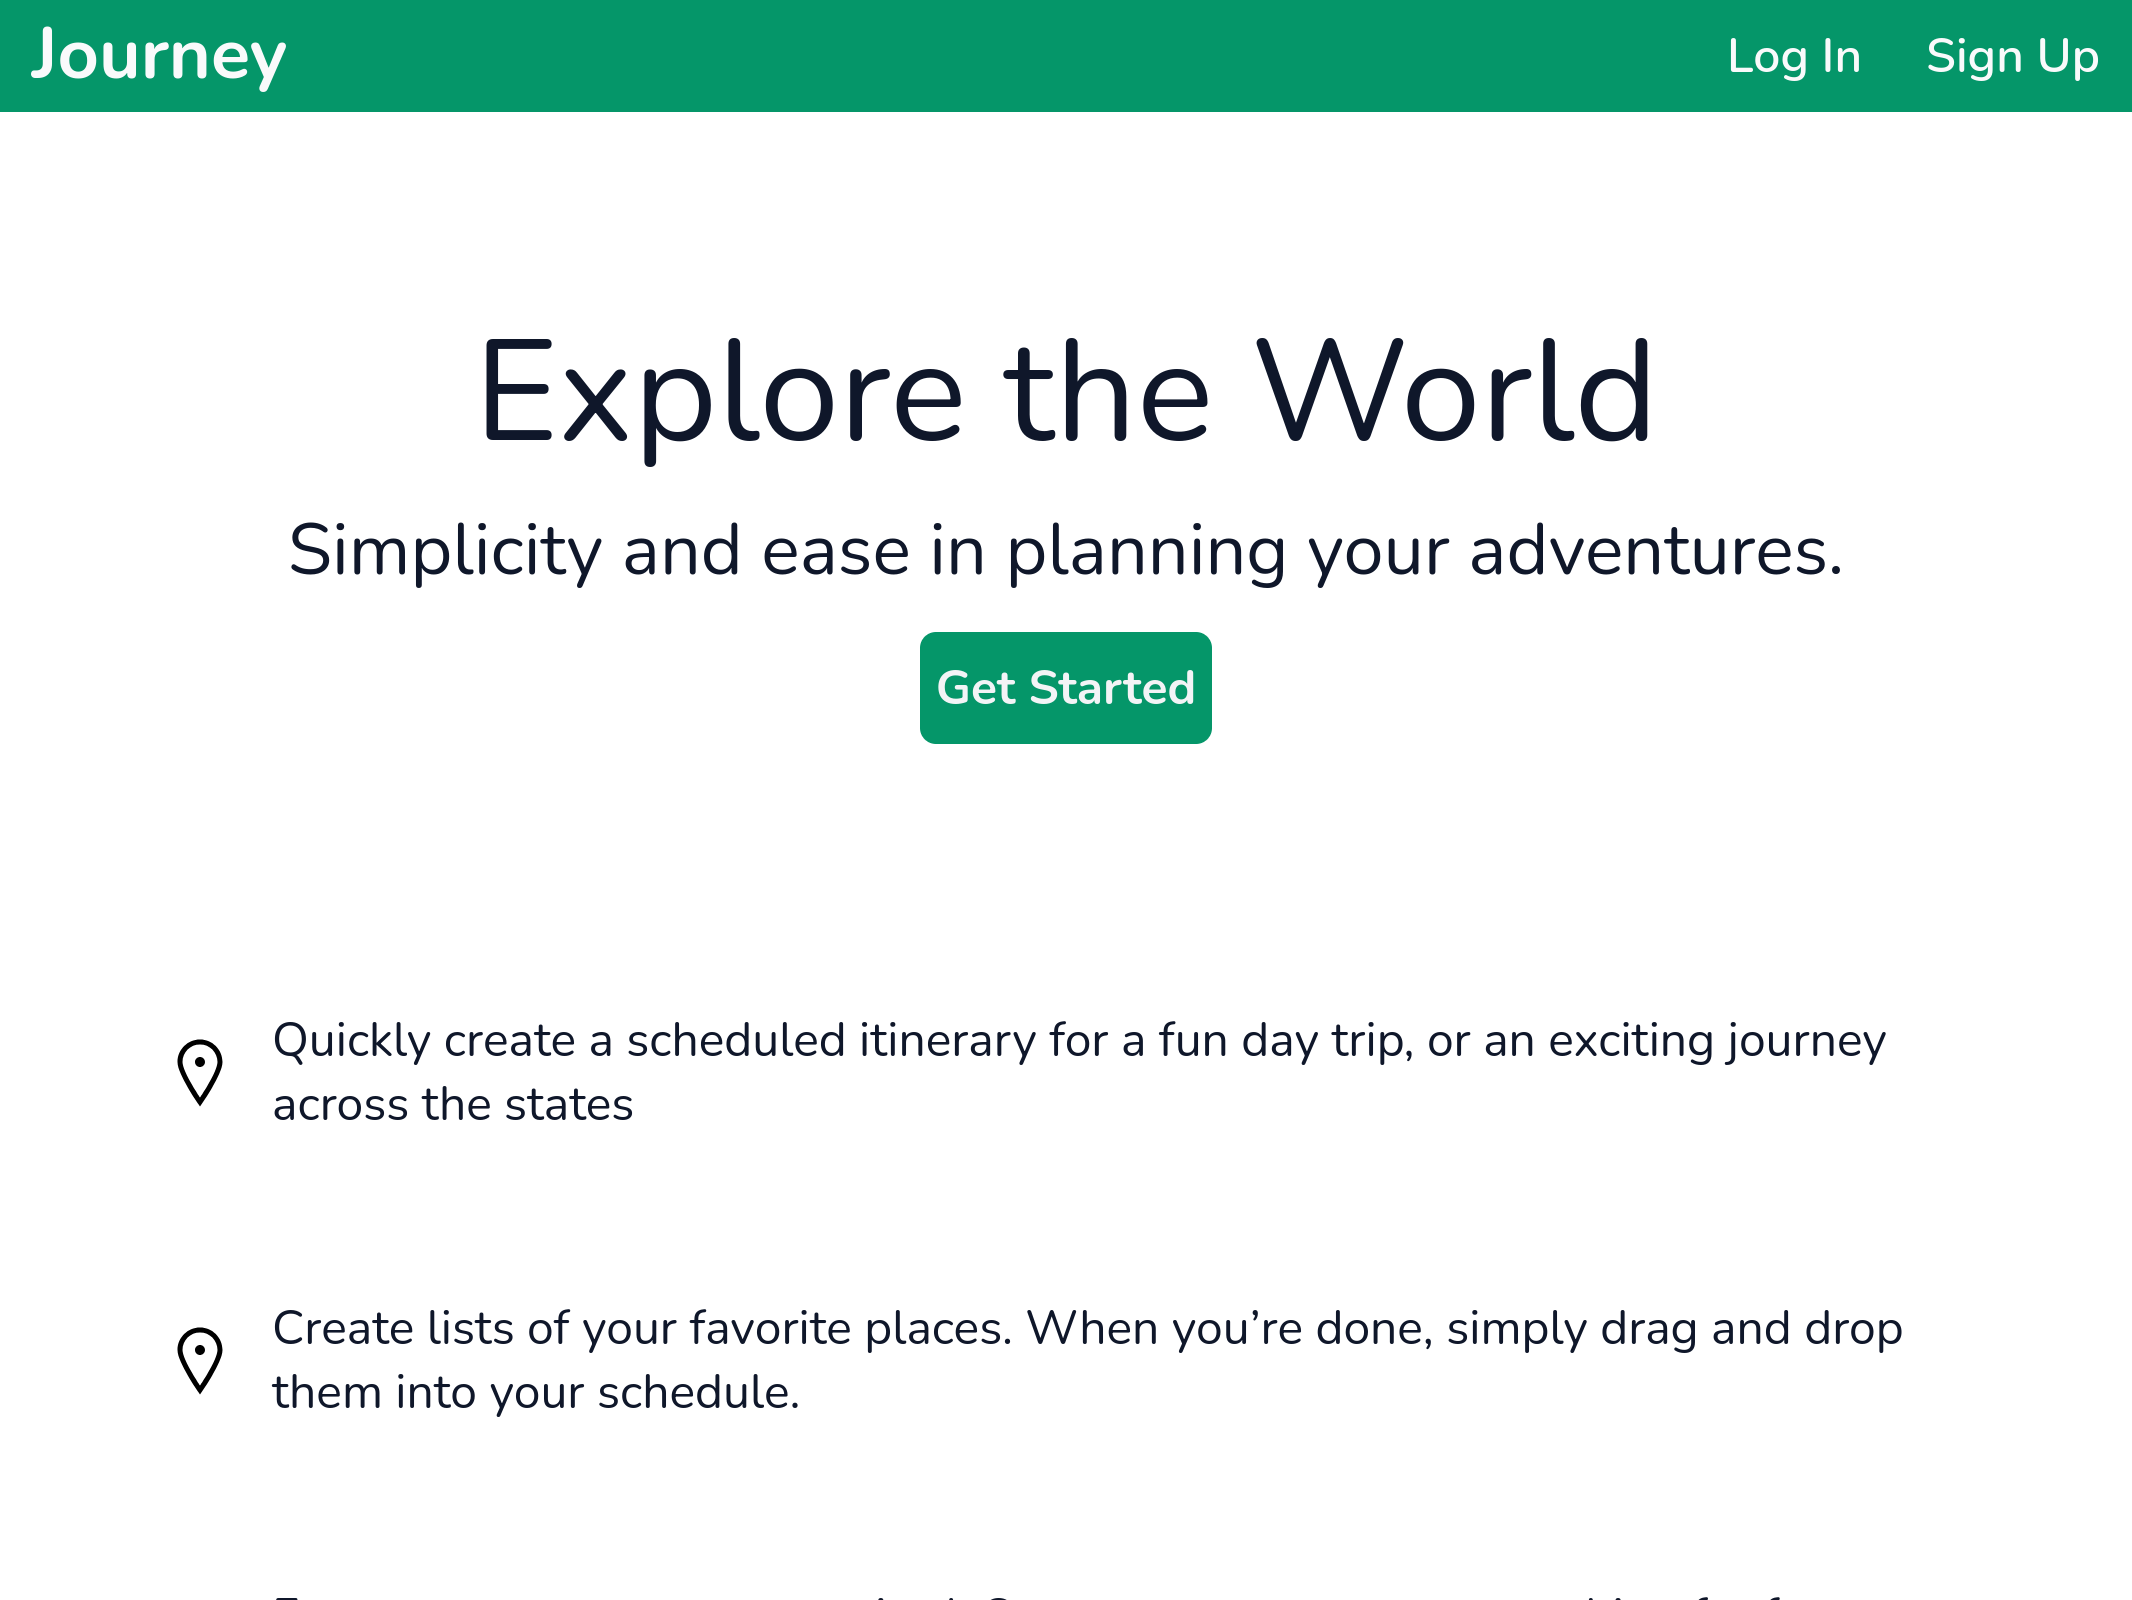 Journey
Log In
Sign Up
Explore the World
Simplicity and ease in planning your adventures.
Get Started
Quickly create a scheduled itinerary for a fun day trip, or an exciting journey
across the states
Create lists of your favorite places. When you’re done, simply drag and drop
them into your schedule.